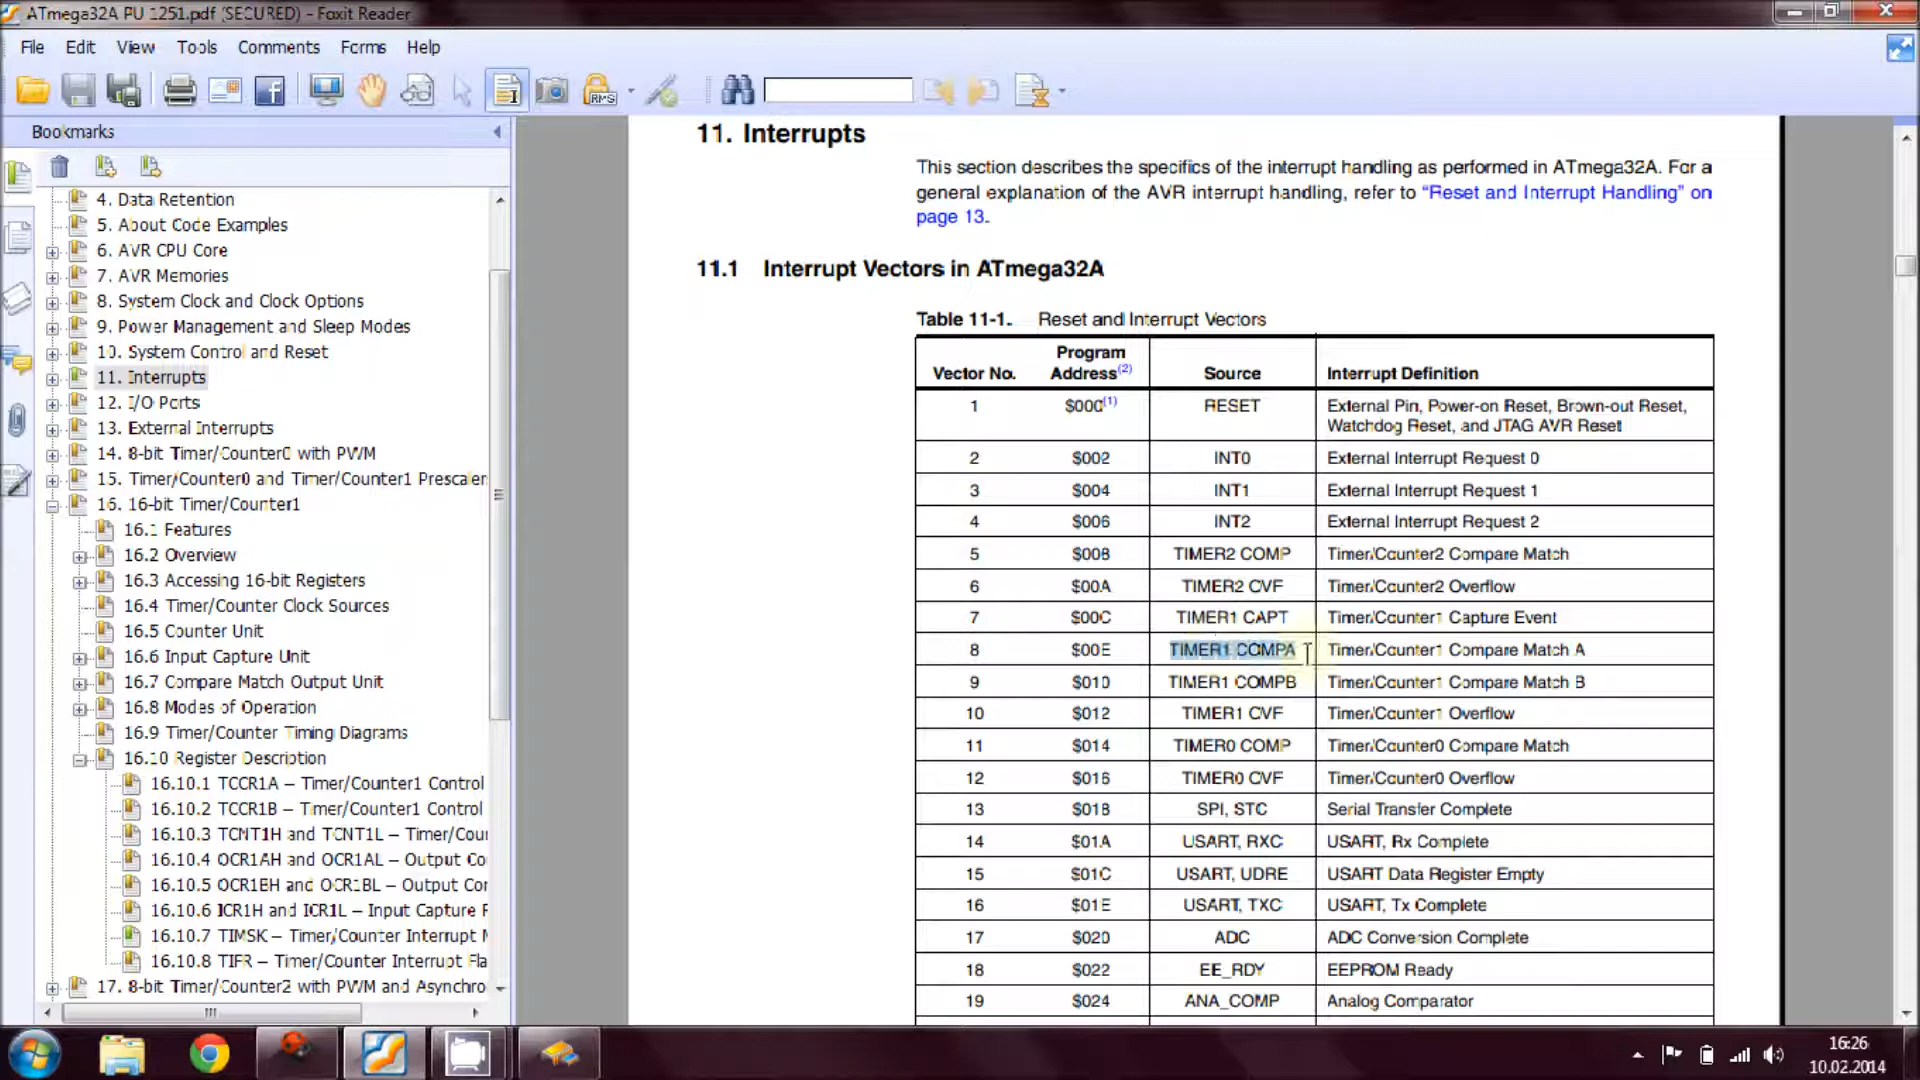 ATmega32A PU 1251.pdf (SECURED) - Foxit Reader
File Edit View Tools Comments Forms Help
RMS
Bookmarks
4. Data Retention
5. About Code Examples
6. AVR CPU Core
7. AVR Memories
8. System Clock and Clock Options
9. Power Management and Sleep Modes
10. System Control and Reset
11. Interrupts
12. I/O Ports
13. External Interrupts
14. 8-bit Timer/Counter0 with PWM
15. Timer/Counter0 and Timer/Counter1 Prescaler
16. 16-bit Timer/Counter1
16.1 Features
16.2 Overview
16.3 Accessing 16-bit Registers
16.4 Timer/Counter Clock Sources
16.5 Counter Unit
16.6 Input Capture Unit
16.7 Compare Match Output Unit
16.8 Modes of Operation
16.9 Timer/Counter Timing Diagrams
16.10 Register Description
16.10.1 TCCR1A – Timer/Counter1 Control
16.10.2 TCCR1B – Timer/Counter1 Control
16.10.3 TCNT1H and TCNT1L – Timer/Cou
16.10.4 OCR1AH and OCR1AL – Output Co
16.10.5 OCR1BH and OCR1BL – Output Cor
16.10.6 ICR1H and ICR1L – Input Capture F
16.10.7 TIMSK – Timer/Counter Interrupt M
16.10.8 TIFR – Timer/Counter Interrupt Fla
17. 8-bit Timer/Counter2 with PWM and Asynchro
11. Interrupts
This section describes the specifics of the interrupt handling as performed in ATmega32A. For a
general explanation of the AVR interrupt handling, refer to “Reset and Interrupt Handling” on
page 13.
11.1 Interrupt Vectors in ATmega32A
Table 11-1. Reset and Interrupt Vectors
Vector No. Program Address(2) Source Interrupt Definition
1 $000(1) RESET External Pin, Power-on Reset, Brown-out Reset,
Watchdog Reset, and JTAG AVR Reset
2 $002 INT0 External Interrupt Request 0
3 $004 INT1 External Interrupt Request 1
4 $006 INT2 External Interrupt Request 2
5 $008 TIMER2 COMP Timer/Counter2 Compare Match
6 $00A TIMER2 OVF Timer/Counter2 Overflow
7 $00C TIMER1 CAPT Timer/Counter1 Capture Event
8 $00E TIMER1 COMPA Timer/Counter1 Compare Match A
9 $010 TIMER1 COMPB Timer/Counter1 Compare Match B
10 $012 TIMER1 OVF Timer/Counter1 Overflow
11 $014 TIMER0 COMP Timer/Counter0 Compare Match
12 $016 TIMER0 OVF Timer/Counter0 Overflow
13 $018 SPI, STC Serial Transfer Complete
14 $01A USART, RXC USART, Rx Complete
15 $01C USART, UDRE USART Data Register Empty
16 $01E USART, TXC USART, Tx Complete
17 $020 ADC ADC Conversion Complete
18 $022 EE_RDY EEPROM Ready
19 $024 ANA_COMP Analog Comparator
16:26
10.02.2014